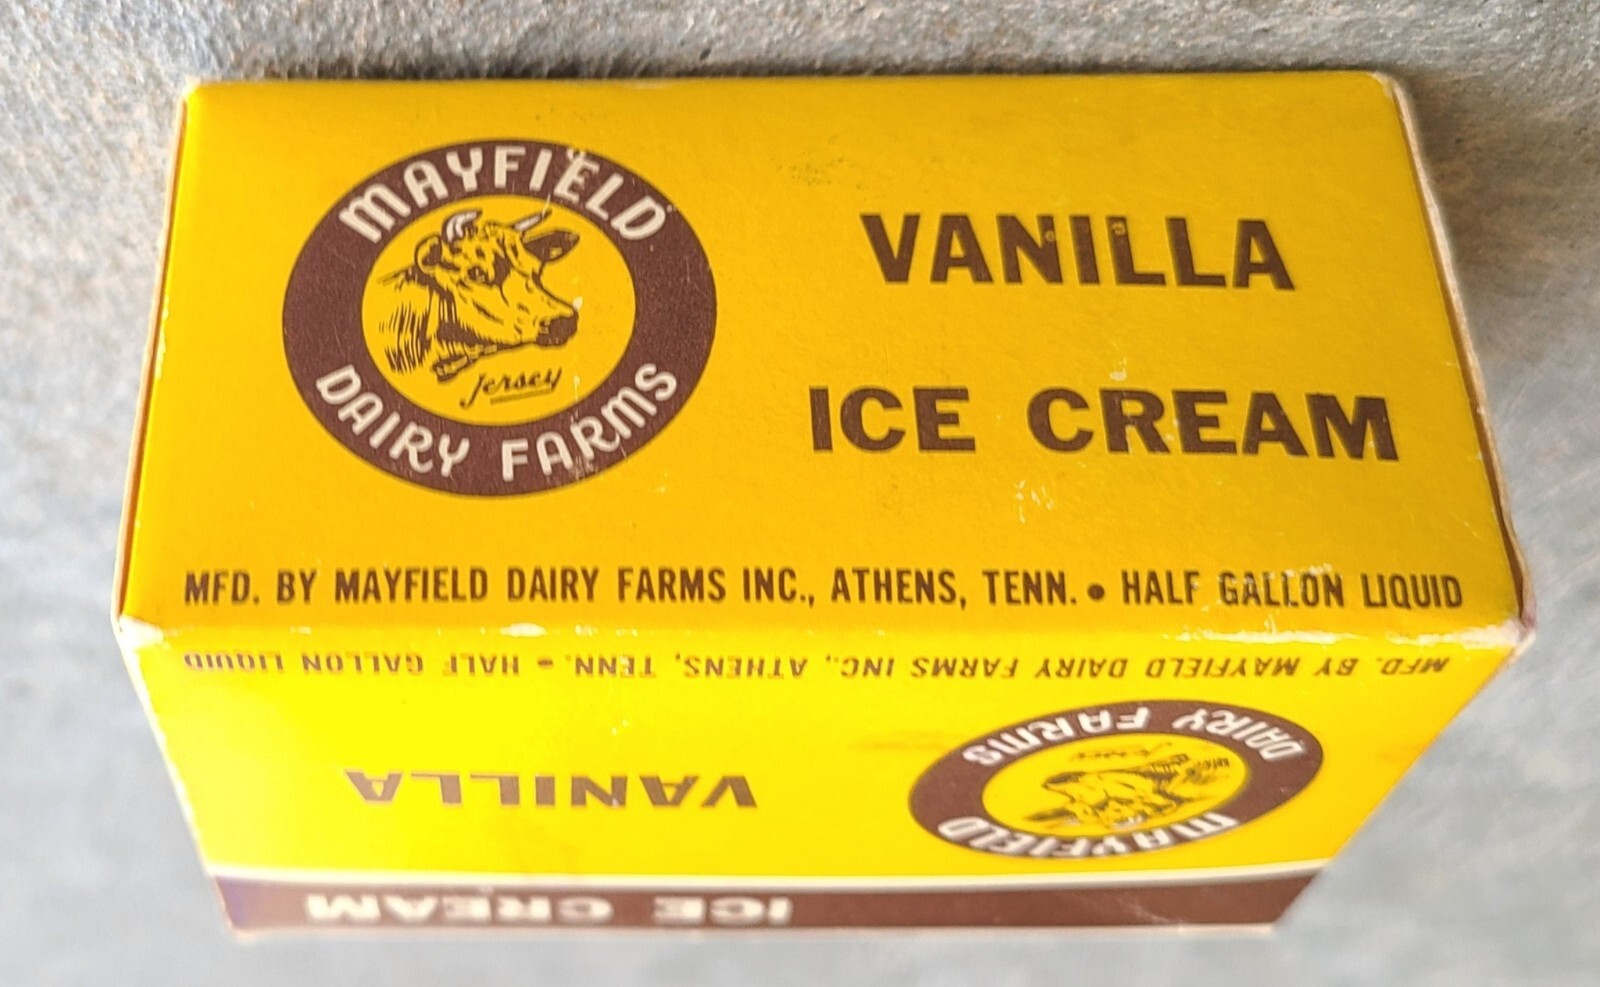 MAYFIELD
Jersey
DAIRY FARMS
VANILLA
ICE CREAM
MFD. BY MAYFIELD DAIRY FARMS INC., ATHENS, TENN. • HALF GALLON LIQUID
MFD. BY MAYFIELD DAIRY FARMS INC., ATHENS, TENN. • HALF GALLON LIQUID
MAYFIELD
Jersey
DAIRY FARMS
VANILLA
ICE CREAM